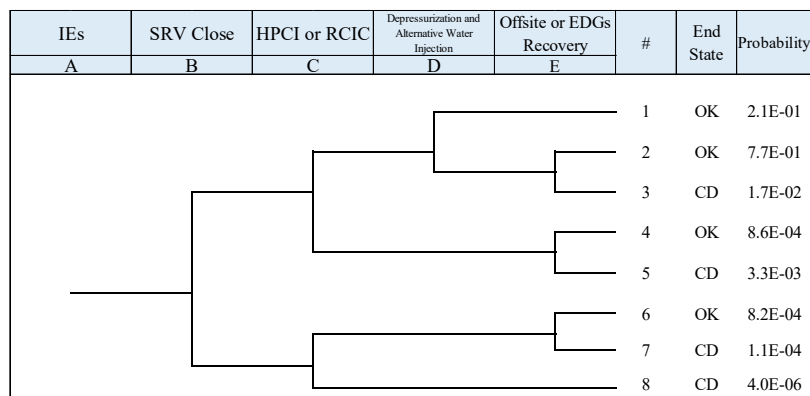 IEs SRV Close HPCI or RCIC Depressurization and Alternative Water Injection Offsite or EDGs Recovery # End State Probability
A B C D E
1 OK 2.1E-01
2 OK 7.7E-01
3 CD 1.7E-02
4 OK 8.6E-04
5 CD 3.3E-03
6 OK 8.2E-04
7 CD 1.1E-04
8 CD 4.0E-06